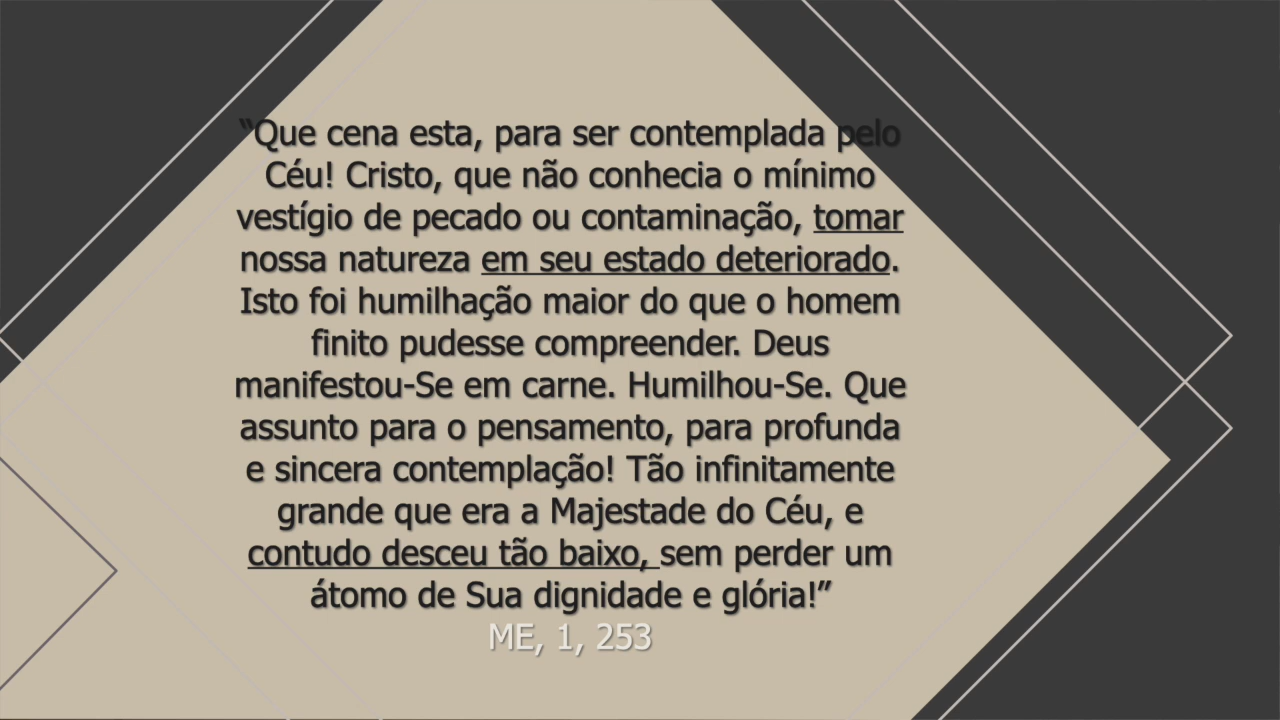 “Que cena esta, para ser contemplada pelo
Céu! Cristo, que não conhecia o mínimo
vestígio de pecado ou contaminação, tomar
nossa natureza em seu estado deteriorado.
Isto foi humilhação maior do que o homem
finito pudesse compreender. Deus
manifestou-Se em carne. Humilhou-Se. Que
assunto para o pensamento, para profunda
e sincera contemplação! Tão infinitamente
grande que era a Majestade do Céu, e
contudo desceu tão baixo, sem perder um
átomo de Sua dignidade e glória!”
ME, 1, 253